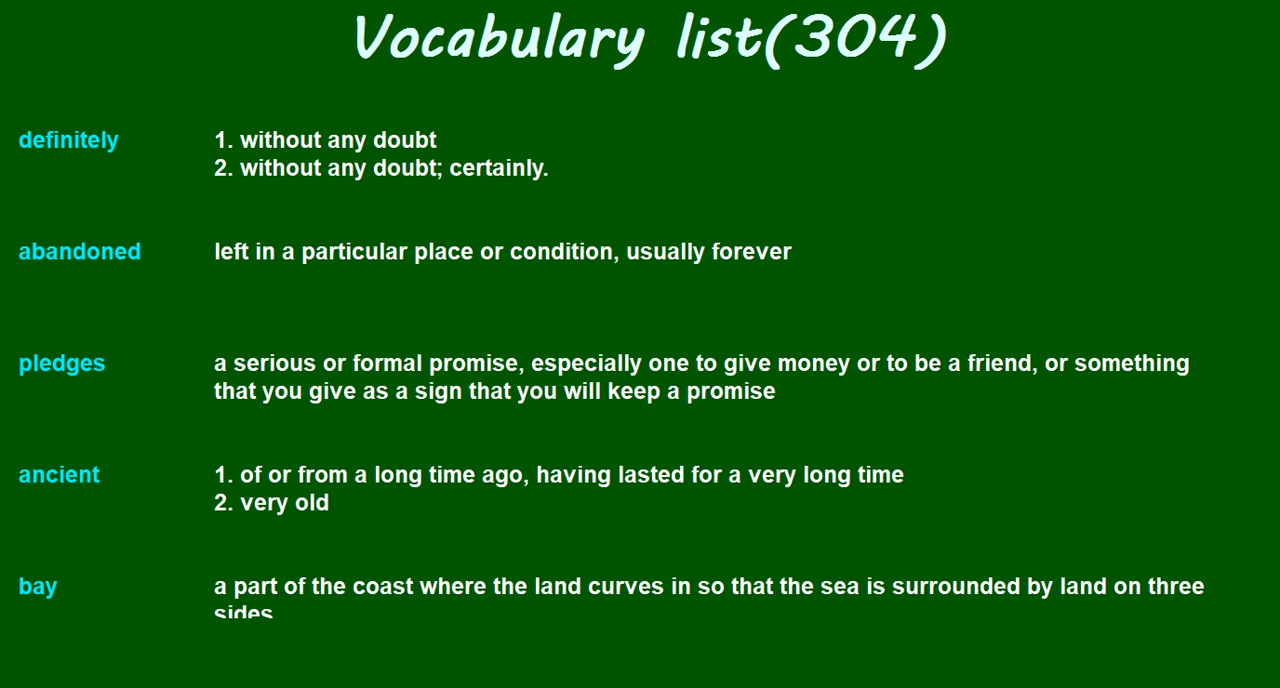 Vocabulary list(304)
definitely 1. without any doubt
2. without any doubt; certainly.
abandoned left in a particular place or condition, usually forever
pledges a serious or formal promise, especially one to give money or to be a friend, or something
that you give as a sign that you will keep a promise
ancient 1. of or from a long time ago, having lasted for a very long time
2. very old
bay a part of the coast where the land curves in so that the sea is surrounded by land on three
sides